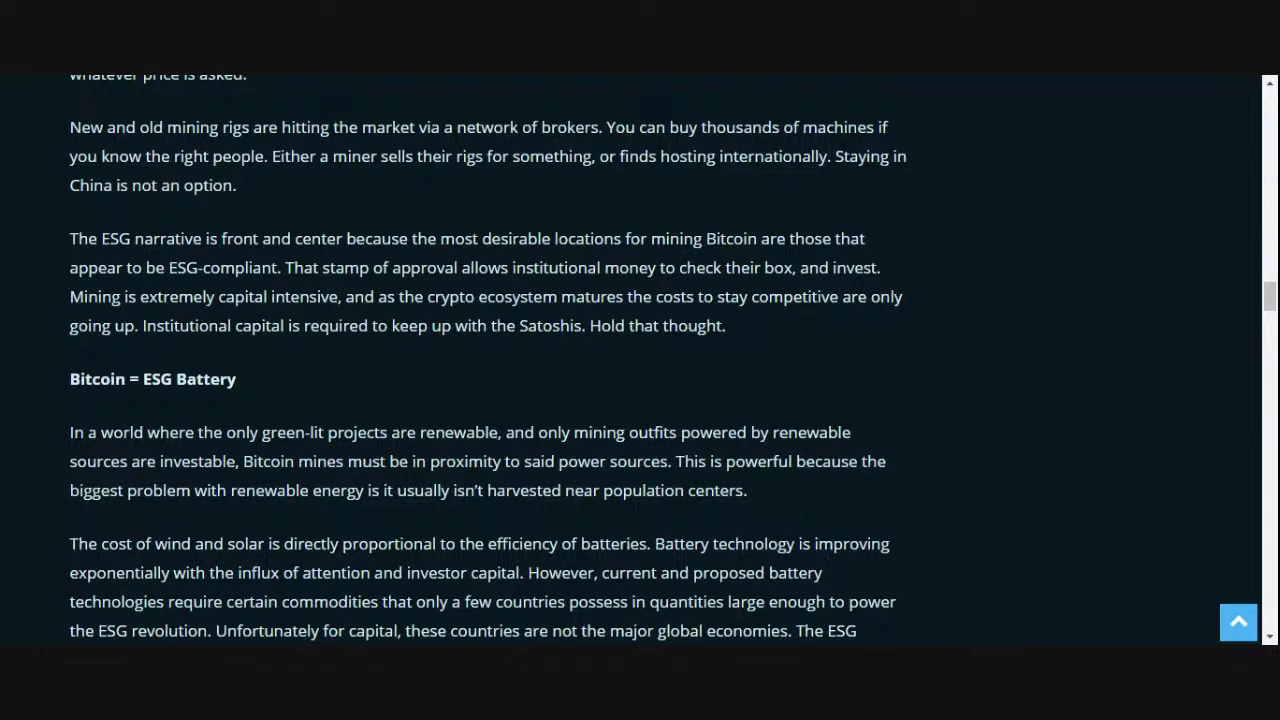 whatever price is asked.
New and old mining rigs are hitting the market via a network of brokers. You can buy thousands of machines if
you know the right people. Either a miner sells their rigs for something, or finds hosting internationally. Staying in
China is not an option.
The ESG narrative is front and center because the most desirable locations for mining Bitcoin are those that
appear to be ESG-compliant. That stamp of approval allows institutional money to check their box, and invest.
Mining is extremely capital intensive, and as the crypto ecosystem matures the costs to stay competitive are only
going up. Institutional capital is required to keep up with the Satoshis. Hold that thought.
Bitcoin = ESG Battery
In a world where the only green-lit projects are renewable, and only mining outfits powered by renewable
sources are investable, Bitcoin mines must be in proximity to said power sources. This is powerful because the
biggest problem with renewable energy is it usually isn’t harvested near population centers.
The cost of wind and solar is directly proportional to the efficiency of batteries. Battery technology is improving
exponentially with the influx of attention and investor capital. However, current and proposed battery
technologies require certain commodities that only a few countries possess in quantities large enough to power
the ESG revolution. Unfortunately for capital, these countries are not the major global economies. The ESG